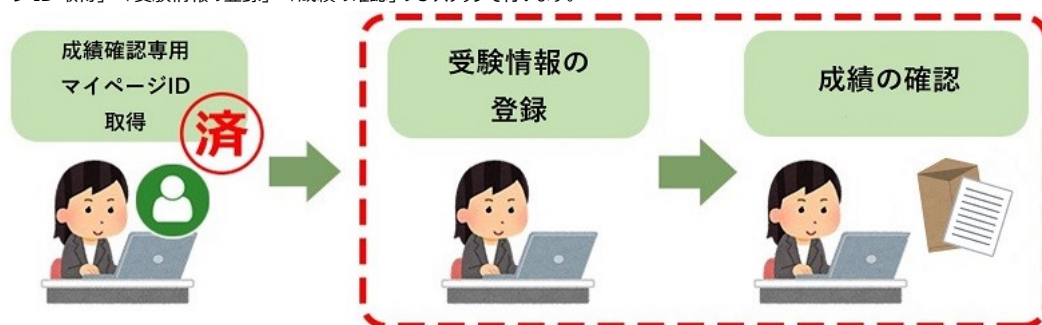 成績確認専用
マイページID
取得
済
受験情報の
登録
成績の確認